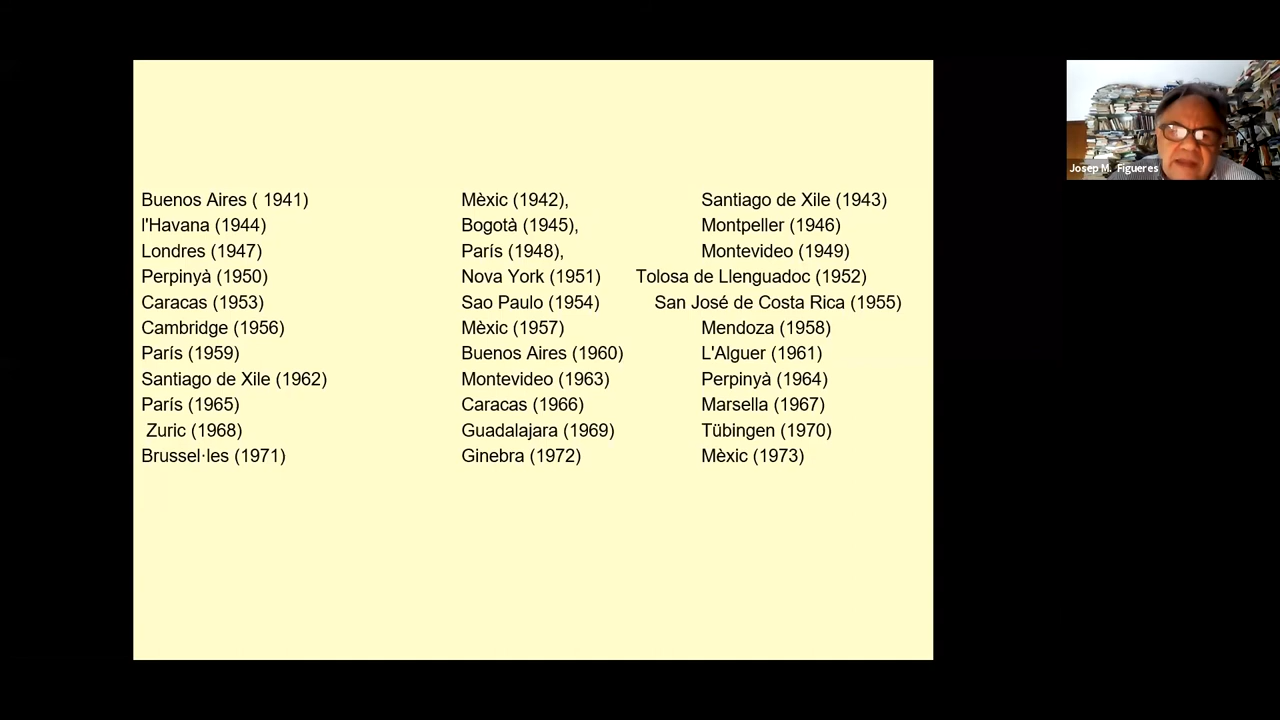 Buenos Aires ( 1941) Mèxic (1942), Santiago de Xile (1943)
l'Havana (1944) Bogotà (1945), Montpeller (1946)
Londres (1947) París (1948), Montevideo (1949)
Perpinyà (1950) Nova York (1951) Tolosa de Llenguadoc (1952)
Caracas (1953) Sao Paulo (1954) San José de Costa Rica (1955)
Cambridge (1956) Mèxic (1957) Mendoza (1958)
París (1959) Buenos Aires (1960) L'Alguer (1961)
Santiago de Xile (1962) Montevideo (1963) Perpinyà (1964)
París (1965) Caracas (1966) Marsella (1967)
Zuric (1968) Guadalajara (1969) Tübingen (1970)
Brussel·les (1971) Ginebra (1972) Mèxic (1973)
Josep M. Figueres